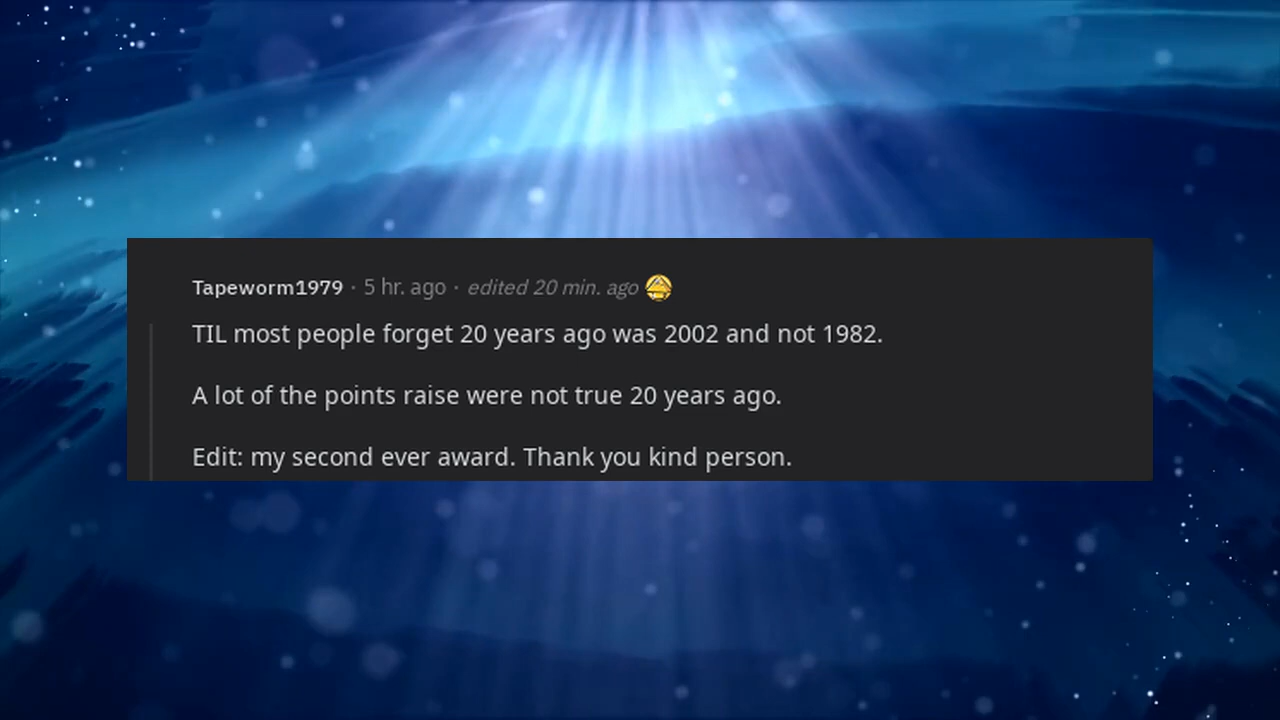 Tapeworm1979 · 5 hr. ago · edited 20 min. ago
TIL most people forget 20 years ago was 2002 and not 1982.
A lot of the points raise were not true 20 years ago.
Edit: my second ever award. Thank you kind person.